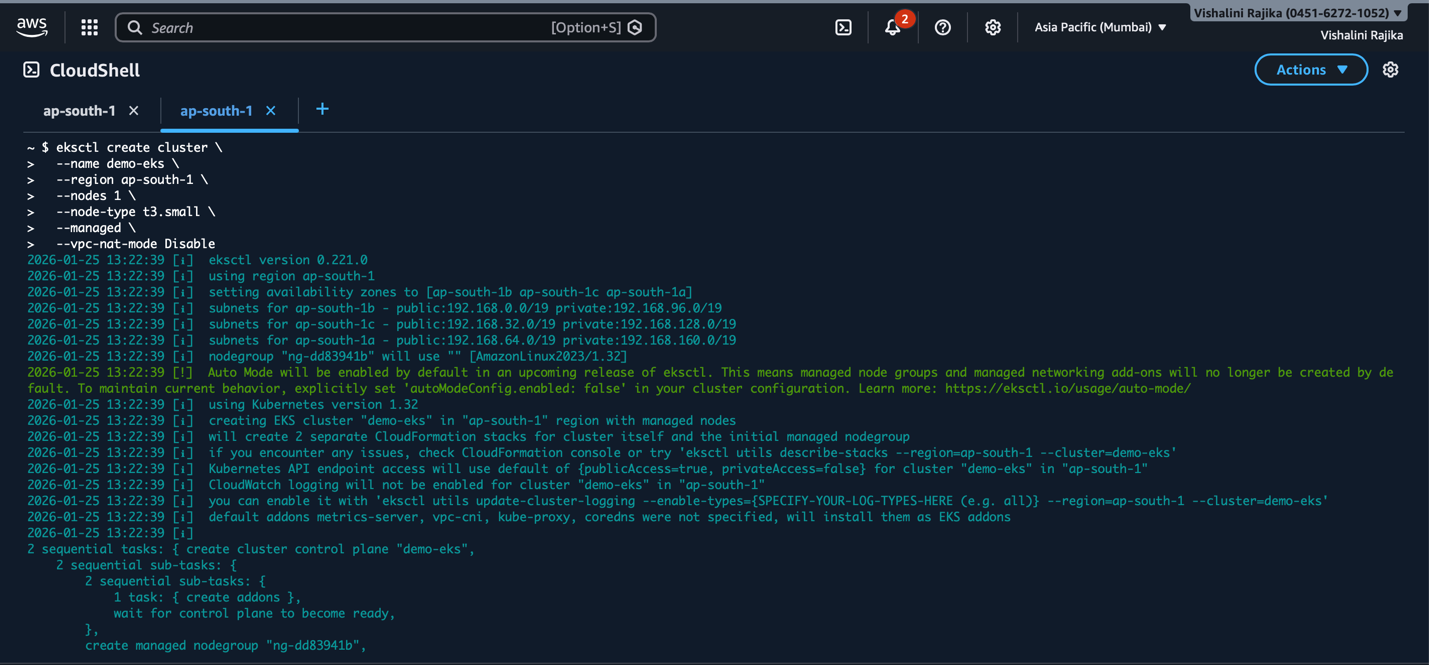 aws
Search [Option+S]
2
Asia Pacific (Mumbai) ▼
Vishalini Rajika (0451-6272-1052) ▼
Vishalini Rajika
CloudShell
Actions ▼
ap-south-1 ×
ap-south-1 ×
+
~ $ eksctl create cluster \
>   --name demo-eks \
>   --region ap-south-1 \
>   --nodes 1 \
>   --node-type t3.small \
>   --managed \
>   --vpc-nat-mode Disable
2026-01-25 13:22:39 [ℹ]  eksctl version 0.221.0
2026-01-25 13:22:39 [ℹ]  using region ap-south-1
2026-01-25 13:22:39 [ℹ]  setting availability zones to [ap-south-1b ap-south-1c ap-south-1a]
2026-01-25 13:22:39 [ℹ]  subnets for ap-south-1b - public:192.168.0.0/19 private:192.168.96.0/19
2026-01-25 13:22:39 [ℹ]  subnets for ap-south-1c - public:192.168.32.0/19 private:192.168.128.0/19
2026-01-25 13:22:39 [ℹ]  subnets for ap-south-1a - public:192.168.64.0/19 private:192.168.160.0/19
2026-01-25 13:22:39 [ℹ]  nodegroup "ng-dd83941b" will use "" [AmazonLinux2023/1.32]
2026-01-25 13:22:39 [!]  Auto Mode will be enabled by default in an upcoming release of eksctl. This means managed node groups and managed networking add-ons will no longer be created by de
fault. To maintain current behavior, explicitly set 'autoModeConfig.enabled: false' in your cluster configuration. Learn more: https://eksctl.io/usage/auto-mode/
2026-01-25 13:22:39 [ℹ]  using Kubernetes version 1.32
2026-01-25 13:22:39 [ℹ]  creating EKS cluster "demo-eks" in "ap-south-1" region with managed nodes
2026-01-25 13:22:39 [ℹ]  will create 2 separate CloudFormation stacks for cluster itself and the initial managed nodegroup
2026-01-25 13:22:39 [ℹ]  if you encounter any issues, check CloudFormation console or try 'eksctl utils describe-stacks --region=ap-south-1 --cluster=demo-eks'
2026-01-25 13:22:39 [ℹ]  Kubernetes API endpoint access will use default of {publicAccess=true, privateAccess=false} for cluster "demo-eks" in "ap-south-1"
2026-01-25 13:22:39 [ℹ]  CloudWatch logging will not be enabled for cluster "demo-eks" in "ap-south-1"
2026-01-25 13:22:39 [ℹ]  you can enable it with 'eksctl utils update-cluster-logging --enable-types={SPECIFY-YOUR-LOG-TYPES-HERE (e.g. all)} --region=ap-south-1 --cluster=demo-eks'
2026-01-25 13:22:39 [ℹ]  default addons metrics-server, vpc-cni, kube-proxy, coredns were not specified, will install them as EKS addons
2026-01-25 13:22:39 [ℹ]
2 sequential tasks: { create cluster control plane "demo-eks",
    2 sequential sub-tasks: {
        2 sequential sub-tasks: {
            1 task: { create addons },
            wait for control plane to become ready,
        },
        create managed nodegroup "ng-dd83941b",